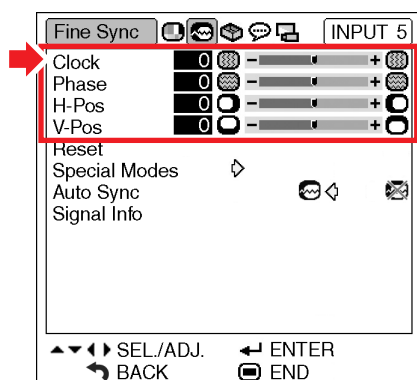 Fine Sync INPUT 5
Clock 0 − +
Phase 0 − +
H-Pos 0 − +
V-Pos 0 − +
Reset
Special Modes
Auto Sync
Signal Info
SEL./ADJ. ENTER
BACK END